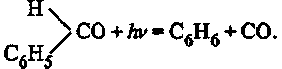 H
CO + hν = C₆H₆ + CO.
C₆H₅